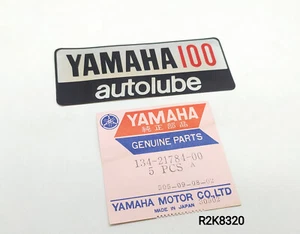 YAMAHA100
autolube
YAMAHA
純正部品
GENUINE PARTS
134-21784-00
5 PCS
YAMAHA MOTOR CO.,LTD
MADE IN JAPAN
R2K8320